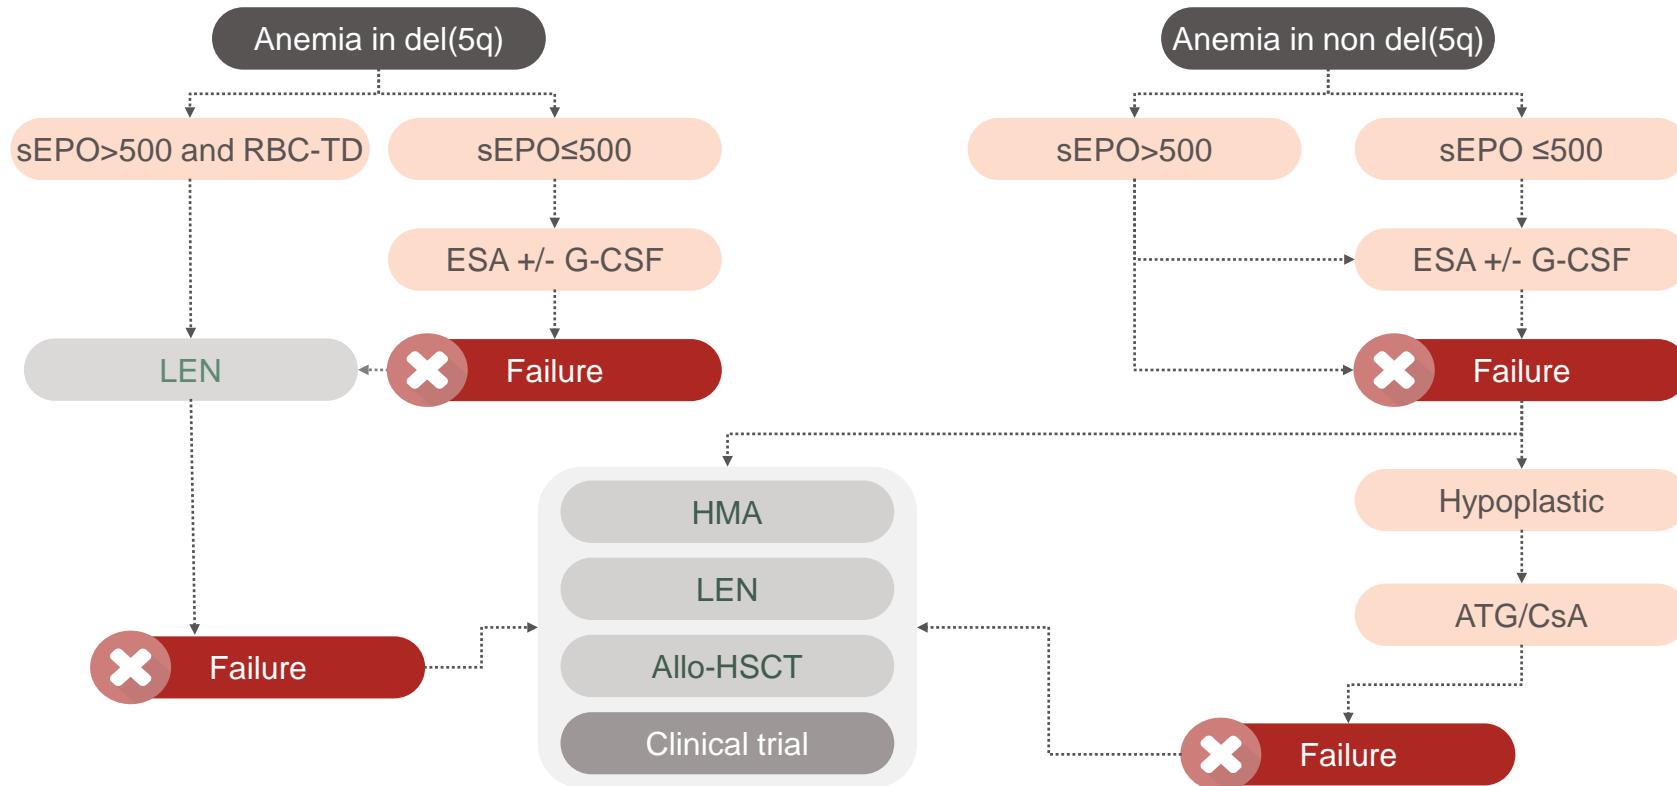 Anemia in del(5q)
Anemia in non del(5q)
sEPO>500 and RBC-TD
sEPO≤500
sEPO>500
sEPO ≤500
ESA +/- G-CSF
ESA +/- G-CSF
LEN
Failure
Failure
HMA
Hypoplastic
LEN
ATG/CsA
Failure
Allo-HSCT
Clinical trial
Failure